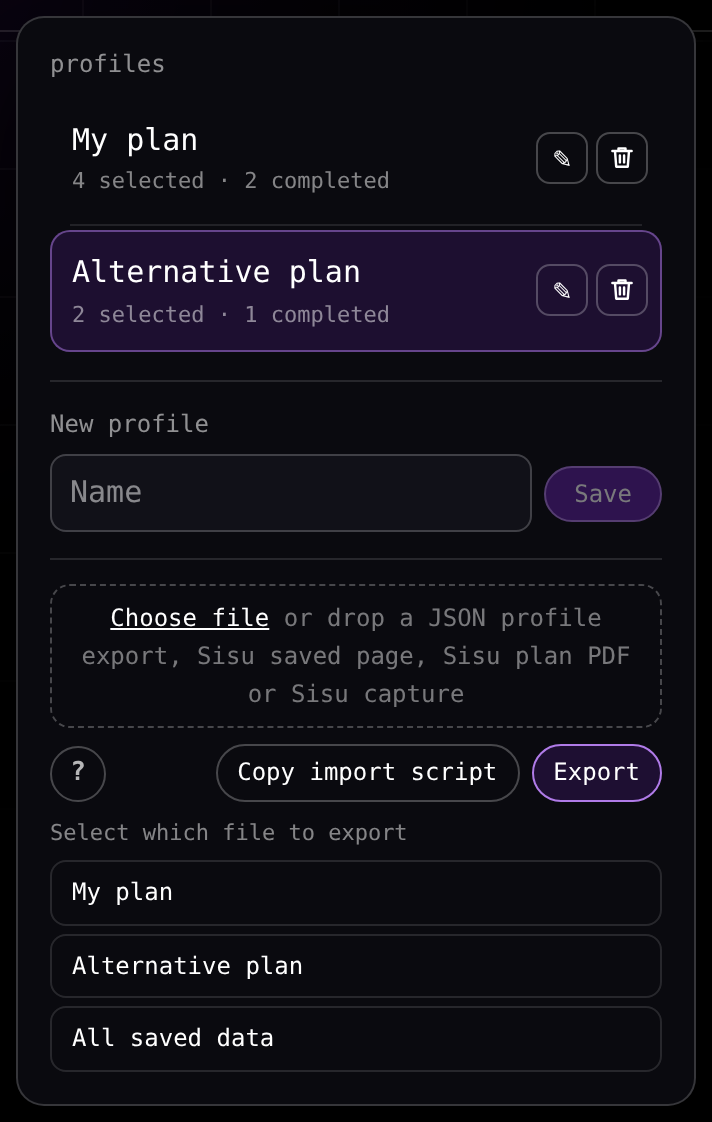 profiles
My plan
4 selected · 2 completed
Alternative plan
2 selected · 1 completed
New profile
Name
Save
Choose file or drop a JSON profile
export, Sisu saved page, Sisu plan PDF
or Sisu capture
?
Copy import script
Export
Select which file to export
My plan
Alternative plan
All saved data